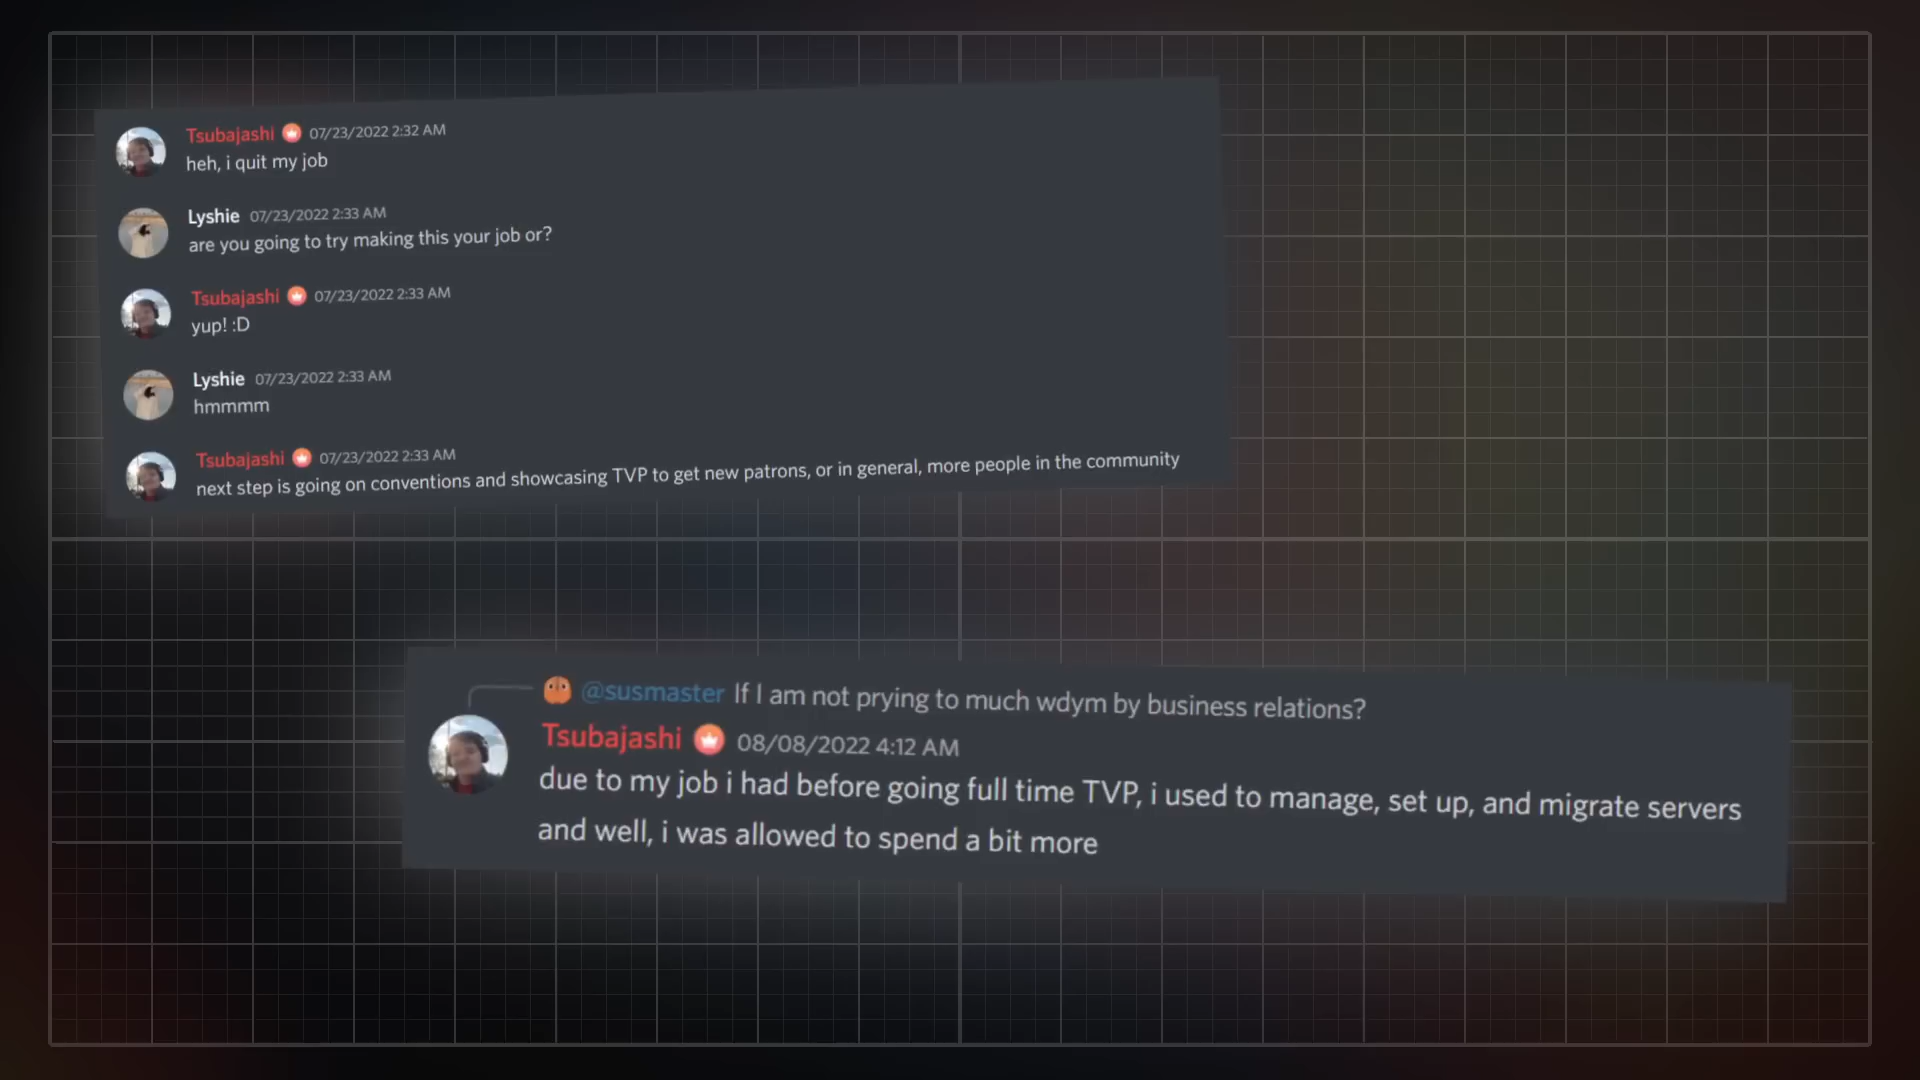 Tsubajashi 07/23/2022 2:32 AM
heh, i quit my job
Lyshie 07/23/2022 2:33 AM
are you going to try making this your job or?
Tsubajashi 07/23/2022 2:33 AM
yup! :D
Lyshie 07/23/2022 2:33 AM
hmmmm
Tsubajashi 07/23/2022 2:33 AM
next step is going on conventions and showcasing TVP to get new patrons, or in general, more people in the community
@susmaster If I am not prying to much wdym by business relations?
Tsubajashi 08/08/2022 4:12 AM
due to my job i had before going full time TVP, i used to manage, set up, and migrate servers
and well, i was allowed to spend a bit more